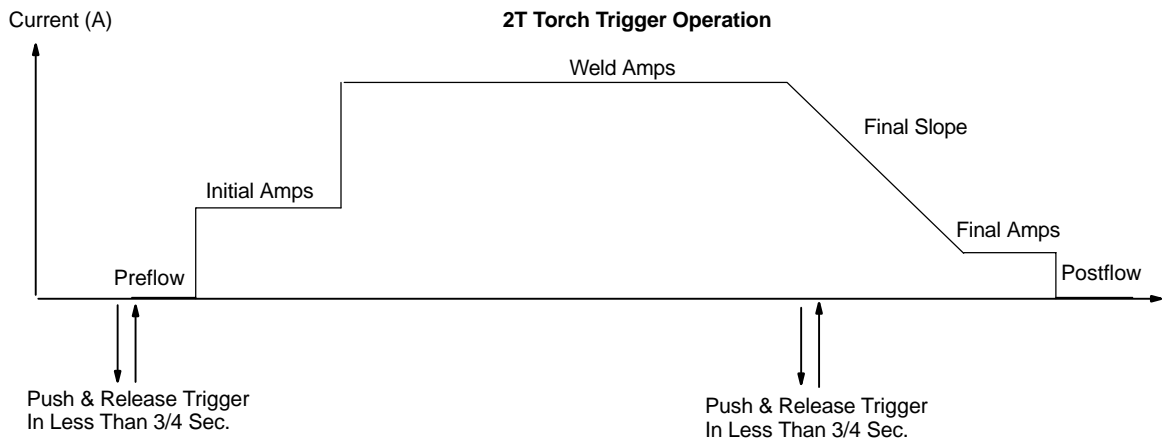 Current (A)
2T Torch Trigger Operation
Weld Amps
Final Slope
Initial Amps
Final Amps
Preflow
Postflow
Push & Release Trigger
In Less Than 3/4 Sec.
Push & Release Trigger
In Less Than 3/4 Sec.